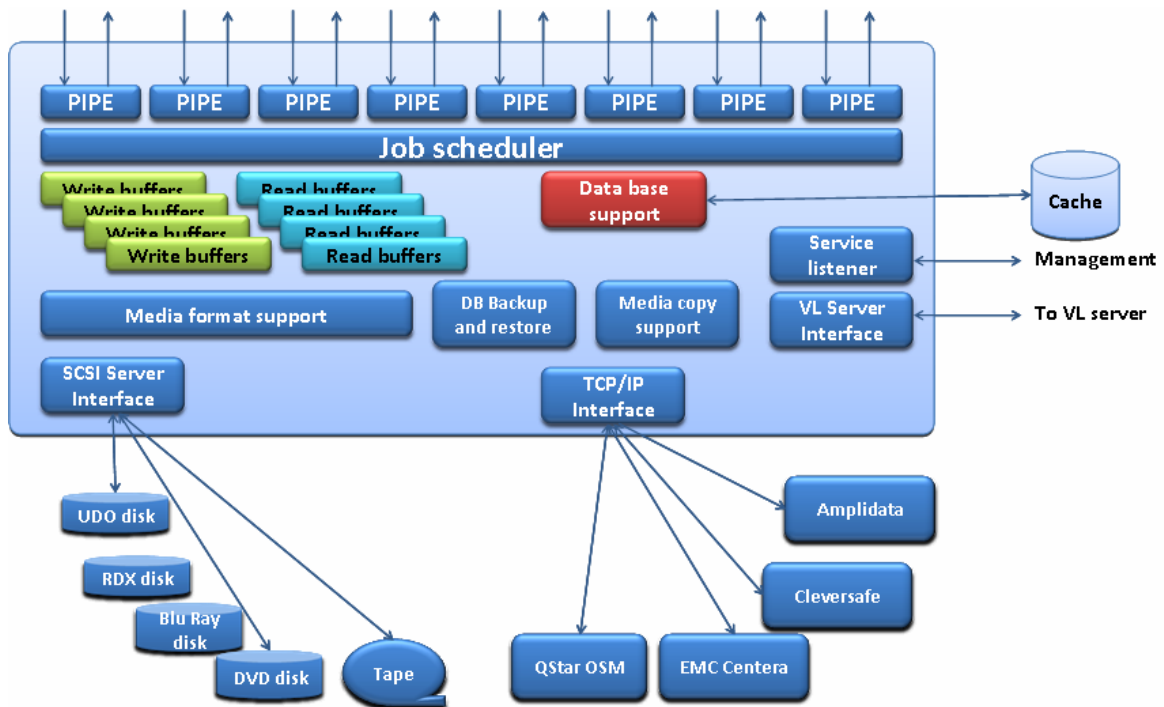 PIPE PIPE PIPE PIPE PIPE PIPE PIPE PIPE
Job scheduler
Write buffers
Write buffers
Write buffers
Write buffers
Read buffers
Read buffers
Read buffers
Read buffers
Data base
support
Cache
Service
listener
Management
Media format support
DB Backup
and restore
Media copy
support
VL Server
Interface
To VL server
SCSI Server
Interface
TCP/IP
Interface
UDO disk
RDX disk
Blu Ray
disk
DVD disk
Tape
QStar OSM
EMC Centera
Cleversafe
Amplidata